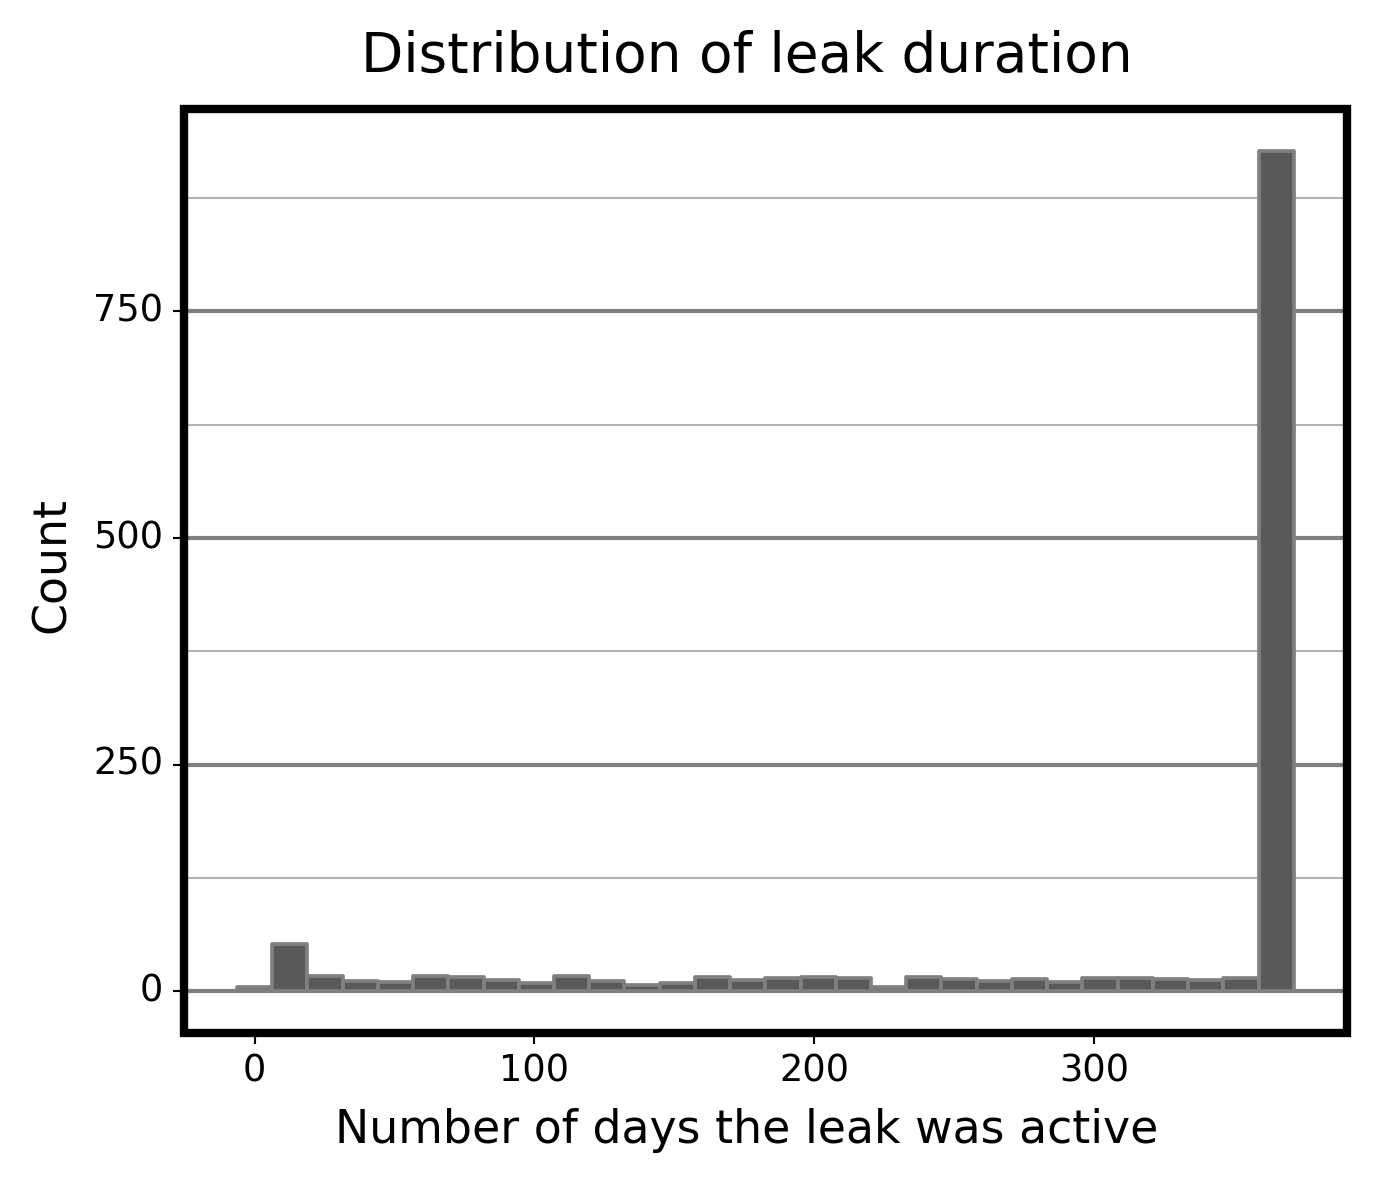 Distribution of leak duration
750
500
250
0
Count
0 100 200 300
Number of days the leak was active